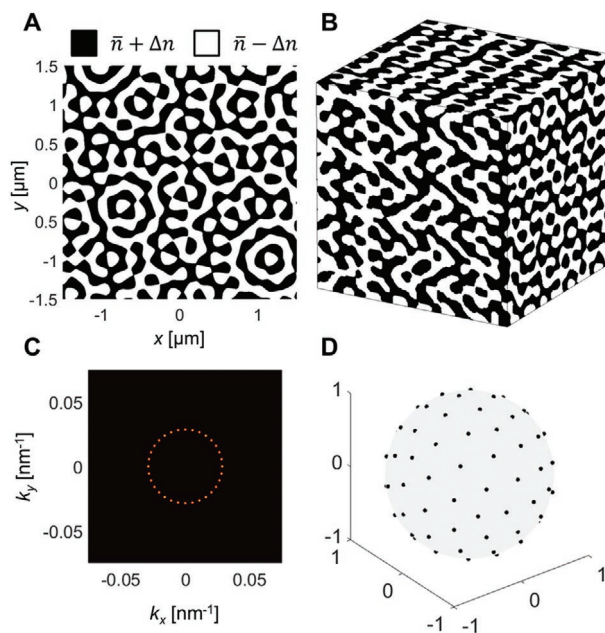 A
B
n̄ + Δn
n̄ − Δn
1.5
1
0.5
0
-0.5
-1
-1.5
y [µm]
-1
0
1
x [µm]
C
D
0.05
0
-0.05
k_y [nm⁻¹]
-0.05
0
0.05
k_x [nm⁻¹]
1
0
-1
1
0
-1
-1
0
1